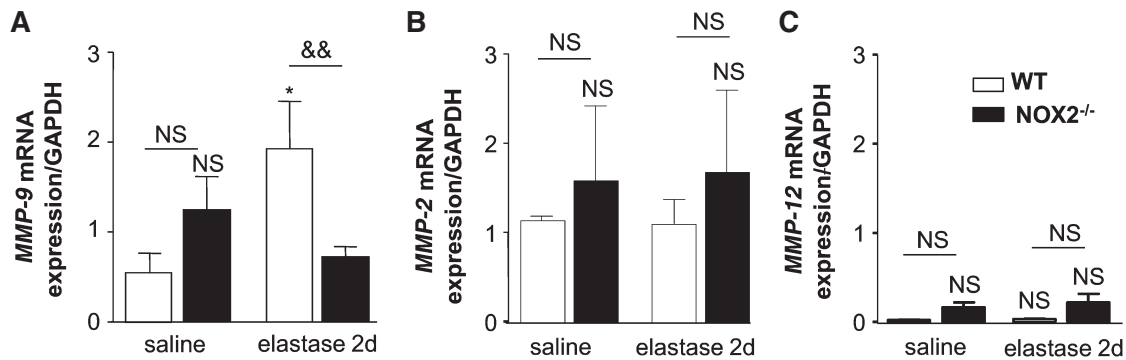 A
MMP-9 mRNA
expression/GAPDH
3
2
1
0
NS
NS
*
&&
saline
elastase 2d
B
MMP-2 mRNA
expression/GAPDH
3
2
1
0
NS
NS
NS
NS
saline
elastase 2d
C
MMP-12 mRNA
expression/GAPDH
3
2
1
0
WT
NOX2-/-
NS
NS
NS
NS
NS
saline
elastase 2d